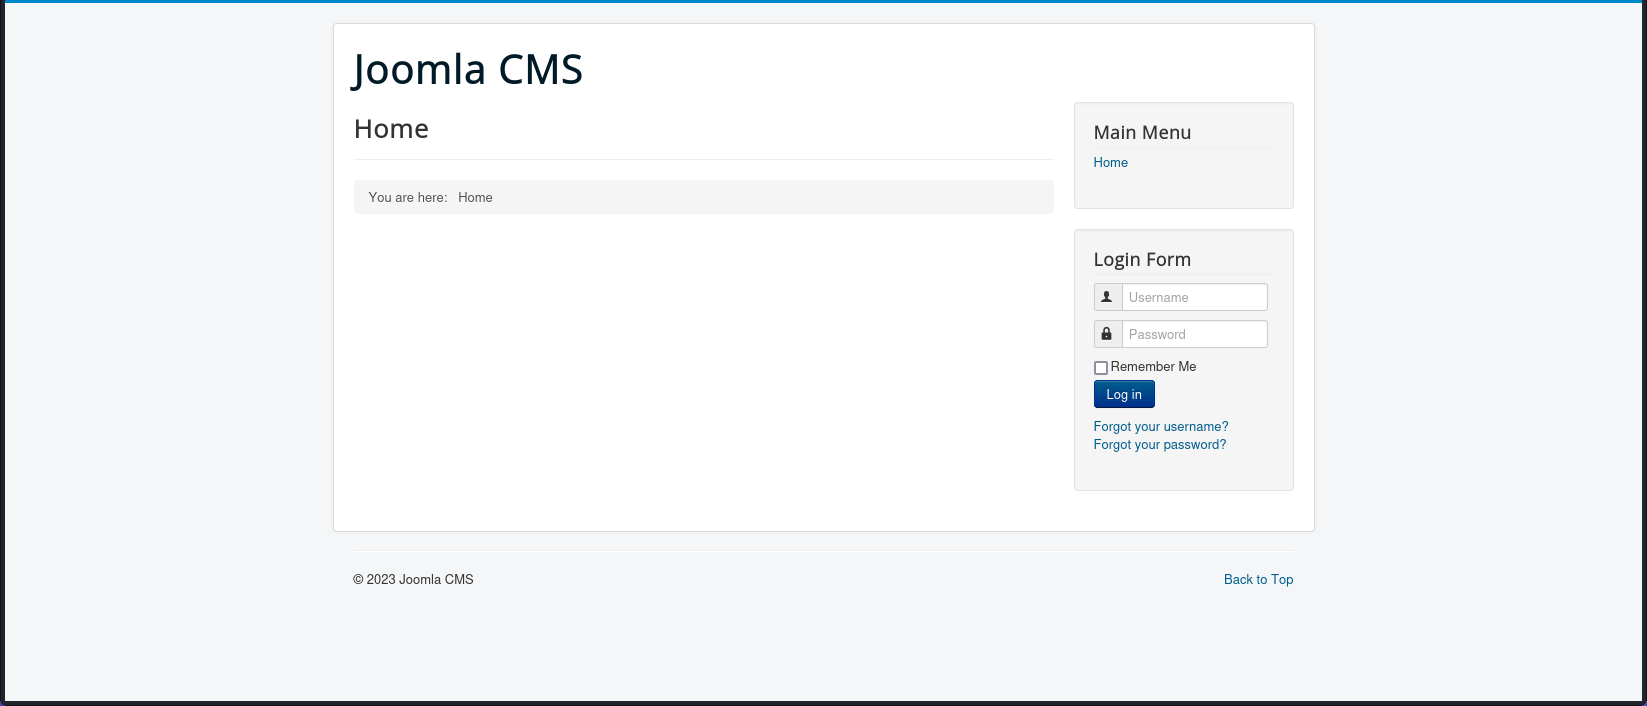 Joomla CMS
Home
You are here: Home
Main Menu
Home
Login Form
Username
Password
Remember Me
Log in
Forgot your username?
Forgot your password?
© 2023 Joomla CMS
Back to Top